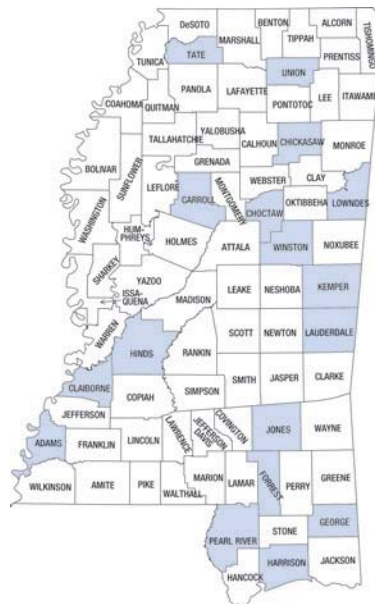 DeSOTO
BENTON
ALCORN
TISHOMINGO
TUNICA
TATE
MARSHALL
TIPPAH
PRENTISS
UNION
COAHOMA
QUITMAN
PANOLA
LAFAYETTE
PONTOTOC
LEE
ITAWAMBA
TALLAHATCHIE
YALOBUSHA
CALHOUN
CHICKASAW
MONROE
BOLIVAR
SUNFLOWER
GRENADA
WASHINGTON
LEFLORE
CARROLL
MONTGOMERY
WEBSTER
CLAY
CHOCTAW
OKTIBBEHA
LOWNDES
HUM-
PHREYS
HOLMES
ATTALA
WINSTON
NOXUBEE
SHARKEY
ISSA-
QUENA
YAZOO
MADISON
LEAKE
NESHOBA
KEMPER
WARREN
HINDS
RANKIN
SCOTT
NEWTON
LAUDERDALE
CLAIBORNE
COPIAH
SIMPSON
SMITH
JASPER
CLARKE
JEFFERSON
ADAMS
FRANKLIN
LINCOLN
LAWRENCE
JEFFERSON
DAVIS
COVINGTON
JONES
WAYNE
WILKINSON
AMITE
PIKE
WALTHALL
MARION
LAMAR
FORREST
PERRY
GREENE
PEARL RIVER
STONE
GEORGE
HANCOCK
HARRISON
JACKSON